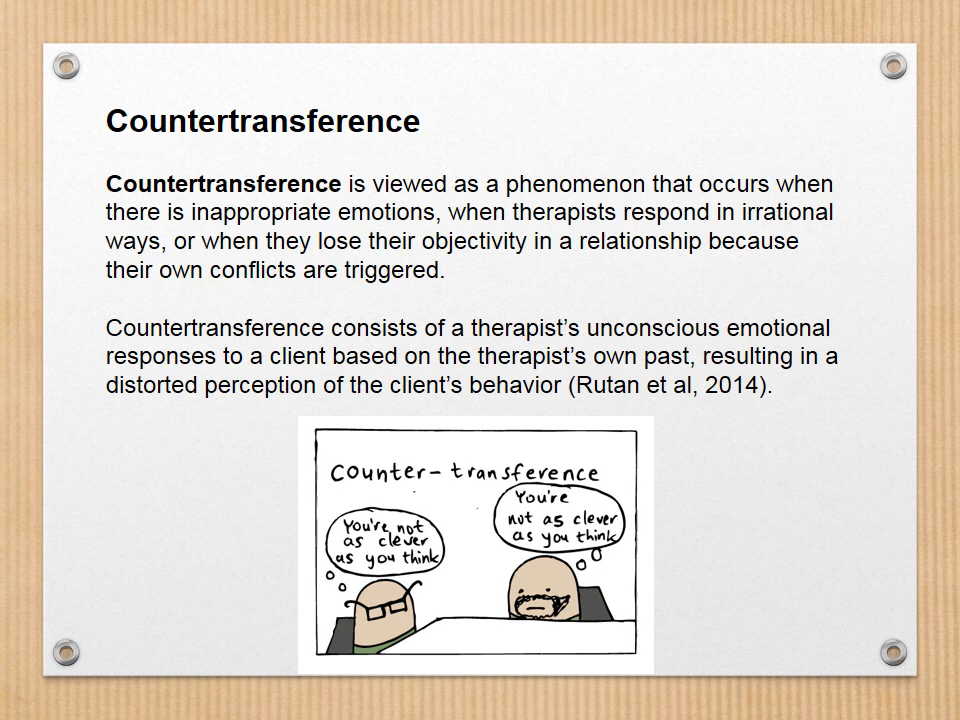 Countertransference
Countertransference is viewed as a phenomenon that occurs when
there is inappropriate emotions, when therapists respond in irrational
ways, or when they lose their objectivity in a relationship because
their own conflicts are triggered.
Countertransference consists of a therapist’s unconscious emotional
responses to a client based on the therapist’s own past, resulting in a
distorted perception of the client’s behavior (Rutan et al, 2014).
Counter-transference
You're not
as clever
as you think
You're
not as clever
as you think